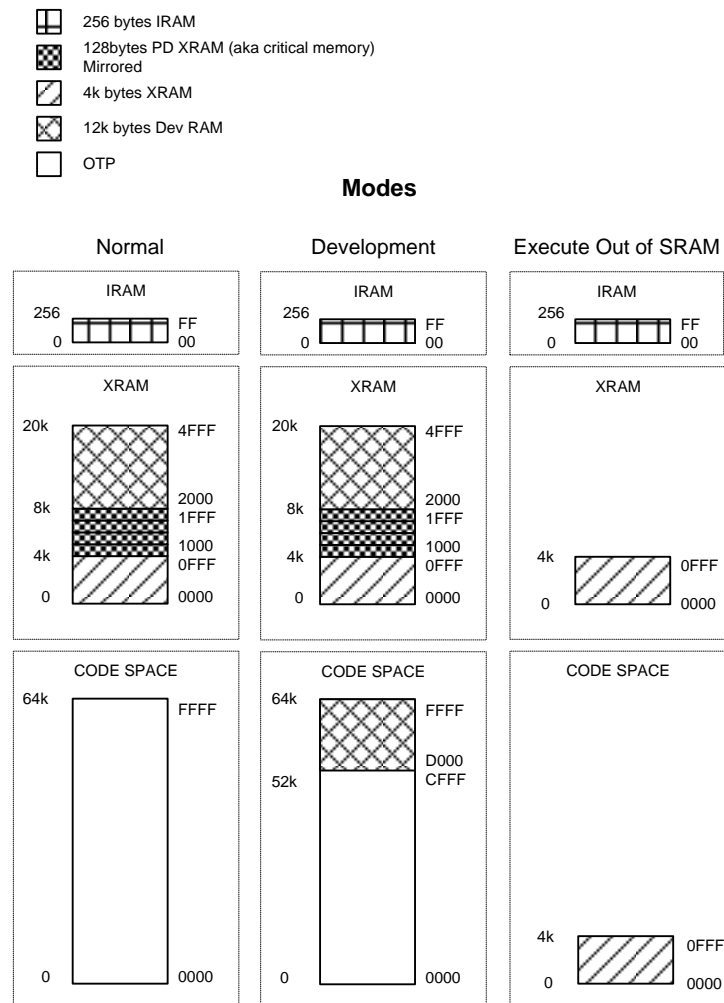 256 bytes IRAM
128bytes PD XRAM (aka critical memory)
Mirrored
4k bytes XRAM
12k bytes Dev RAM
OTP
Modes
Normal
IRAM
256
FF
0
00
XRAM
20k
4FFF
2000
8k
1FFF
1000
4k
0FFF
0
0000
CODE SPACE
64k
FFFF
0
0000
Development
IRAM
256
FF
0
00
XRAM
20k
4FFF
2000
8k
1FFF
1000
4k
0FFF
0
0000
CODE SPACE
64k
FFFF
D000
52k
CFFF
0
0000
Execute Out of SRAM
IRAM
256
FF
0
00
XRAM
4k
0FFF
0
0000
CODE SPACE
4k
0FFF
0
0000